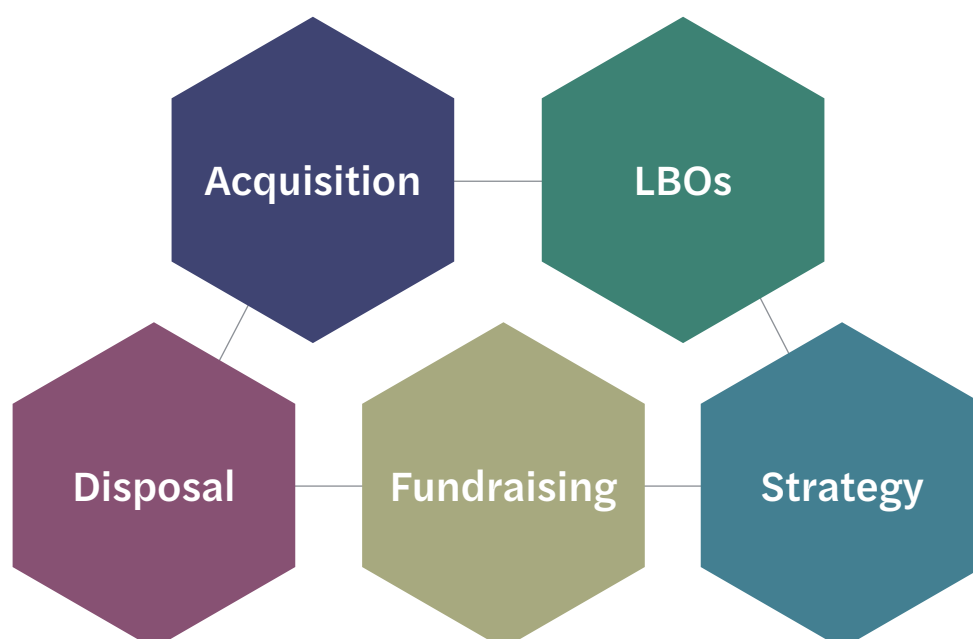 Acquisition
LBOs
Disposal
Fundraising
Strategy